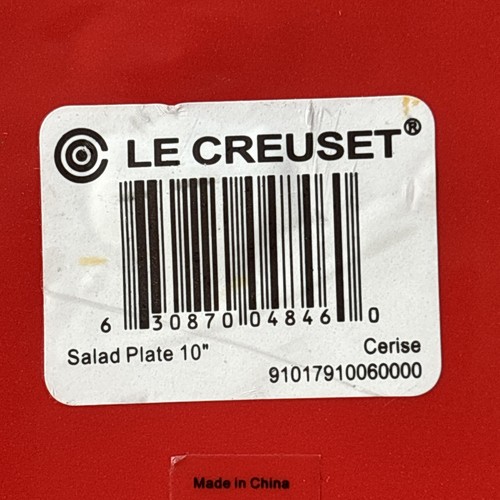 LE CREUSET®
6 30870 04846 0
Salad Plate 10"
Cerise
91017910060000
Made in China